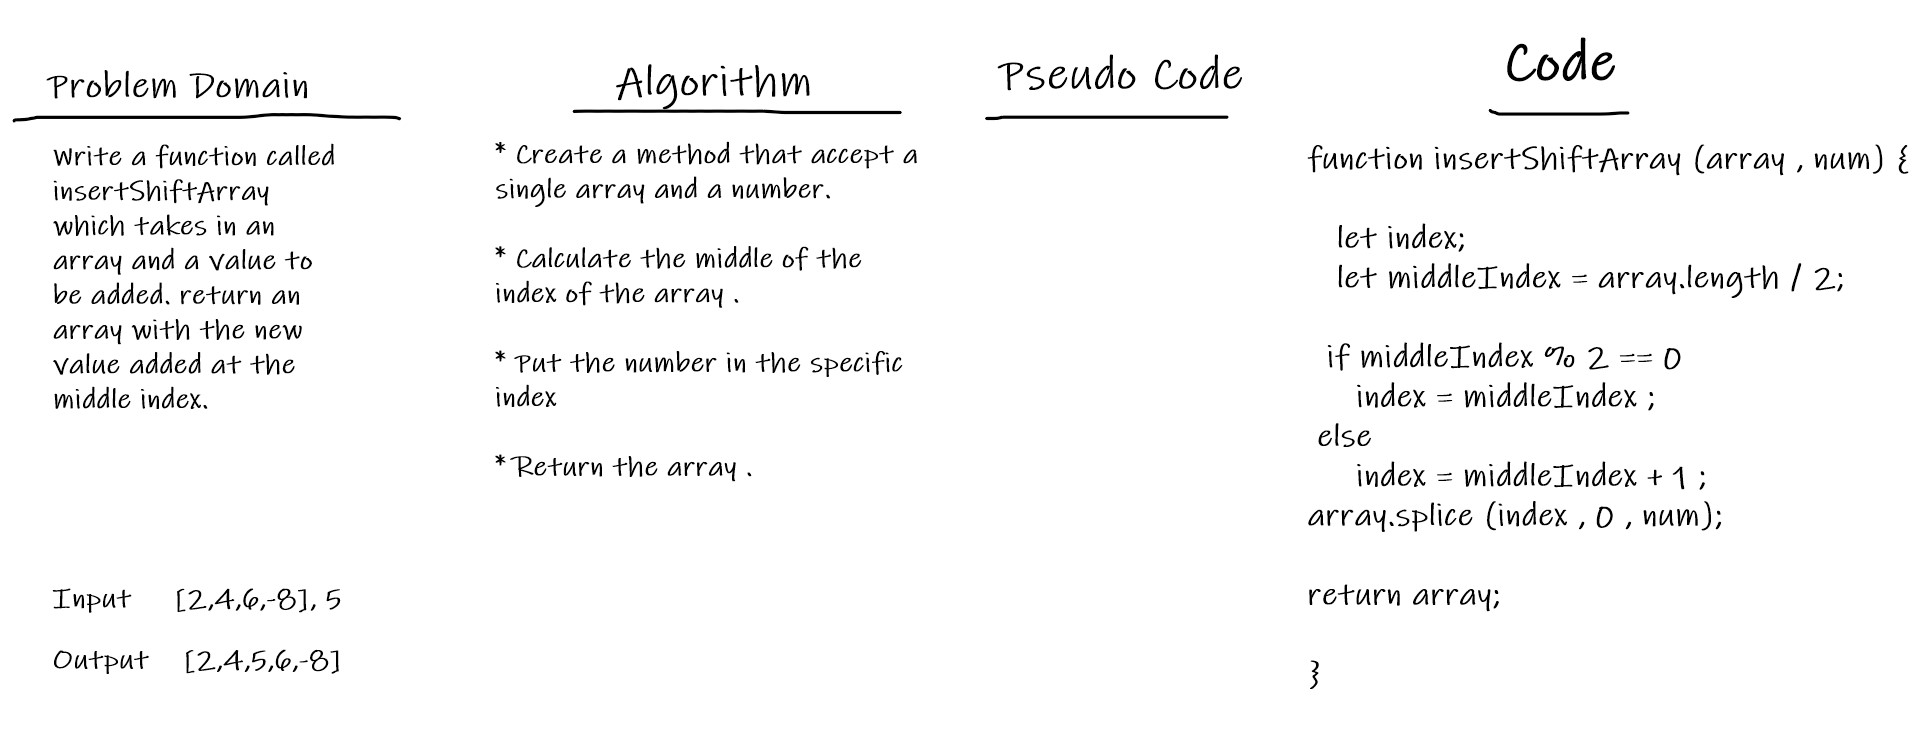 Problem Domain
Write a function called
insertShiftArray
which takes in an
array and a value to
be added. return an
array with the new
value added at the
middle index.
Input [2,4,6,-8], 5
Output [2,4,5,6,-8]
Algorithm
* Create a method that accept a
single array and a number.
* Calculate the middle of the
index of the array .
* Put the number in the specific
index
* Return the array .
Pseudo Code
Code
function insertShiftArray (array , num) {
let index;
let middleIndex = array.length / 2;
if middleIndex % 2 == 0
index = middleIndex ;
else
index = middleIndex + 1 ;
array.splice (index , 0 , num);
return array;
}